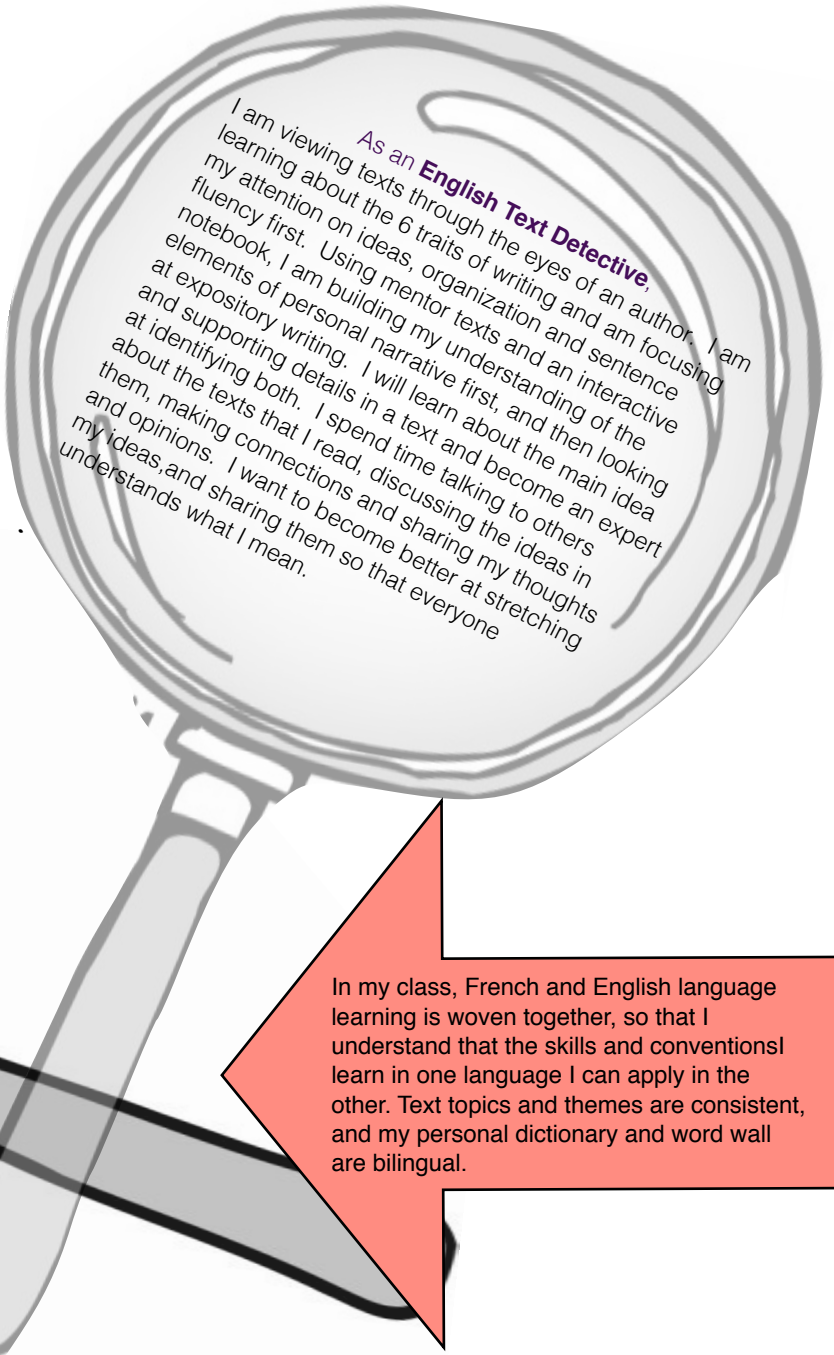 As an English Text Detective,
I am viewing texts through the eyes of an author.  I am
learning about the 6 traits of writing and am focusing
my attention on ideas, organization and sentence
fluency first.  Using mentor texts and an interactive
notebook, I am building my understanding of the
elements of personal narrative first, and then looking
at expository writing.  I will learn about the main idea
and supporting details in a text and become an expert
at identifying both.  I spend time talking to others
about the texts that I read, discussing the ideas in
them, making connections and sharing my thoughts
and opinions.  I want to become better at stretching
my ideas,and sharing them so that everyone
understands what I mean.
In my class, French and English language
learning is woven together, so that I
understand that the skills and conventionsI
learn in one language I can apply in the
other. Text topics and themes are consistent,
and my personal dictionary and word wall
are bilingual.